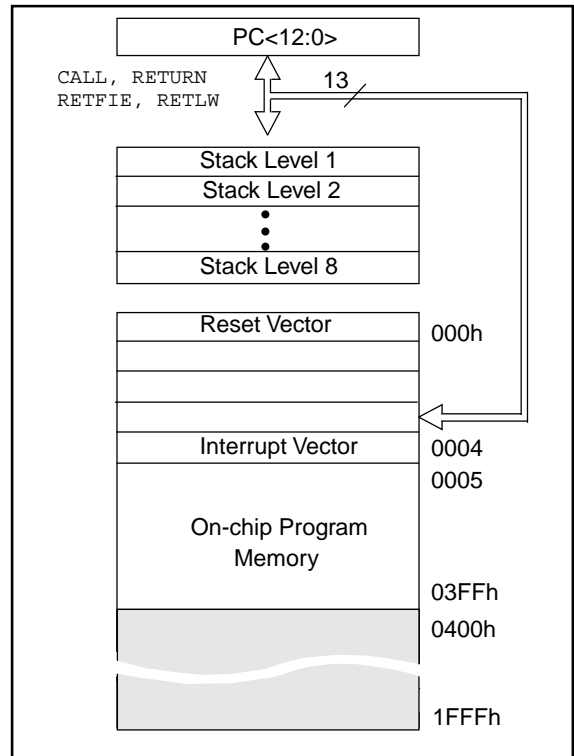 PC<12:0>
CALL, RETURN
RETFIE, RETLW
13
Stack Level 1
Stack Level 2
Stack Level 8
Reset Vector
000h
Interrupt Vector
0004
0005
On-chip Program
Memory
03FFh
0400h
1FFFh